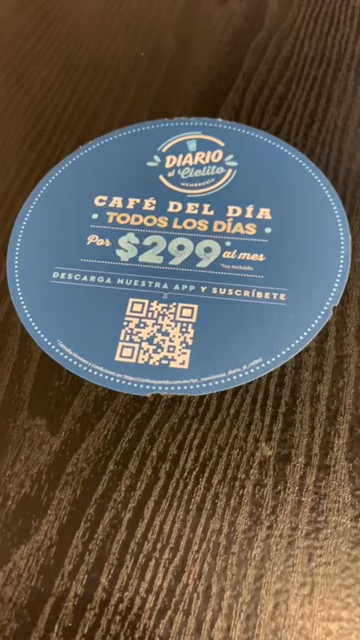 DIARIO
al Cielito
MEMBRESÍA
CAFÉ DEL DÍA
• TODOS LOS DÍAS •
Por $299* al mes
*Iva incluido
DESCARGA NUESTRA APP Y SUSCRÍBETE